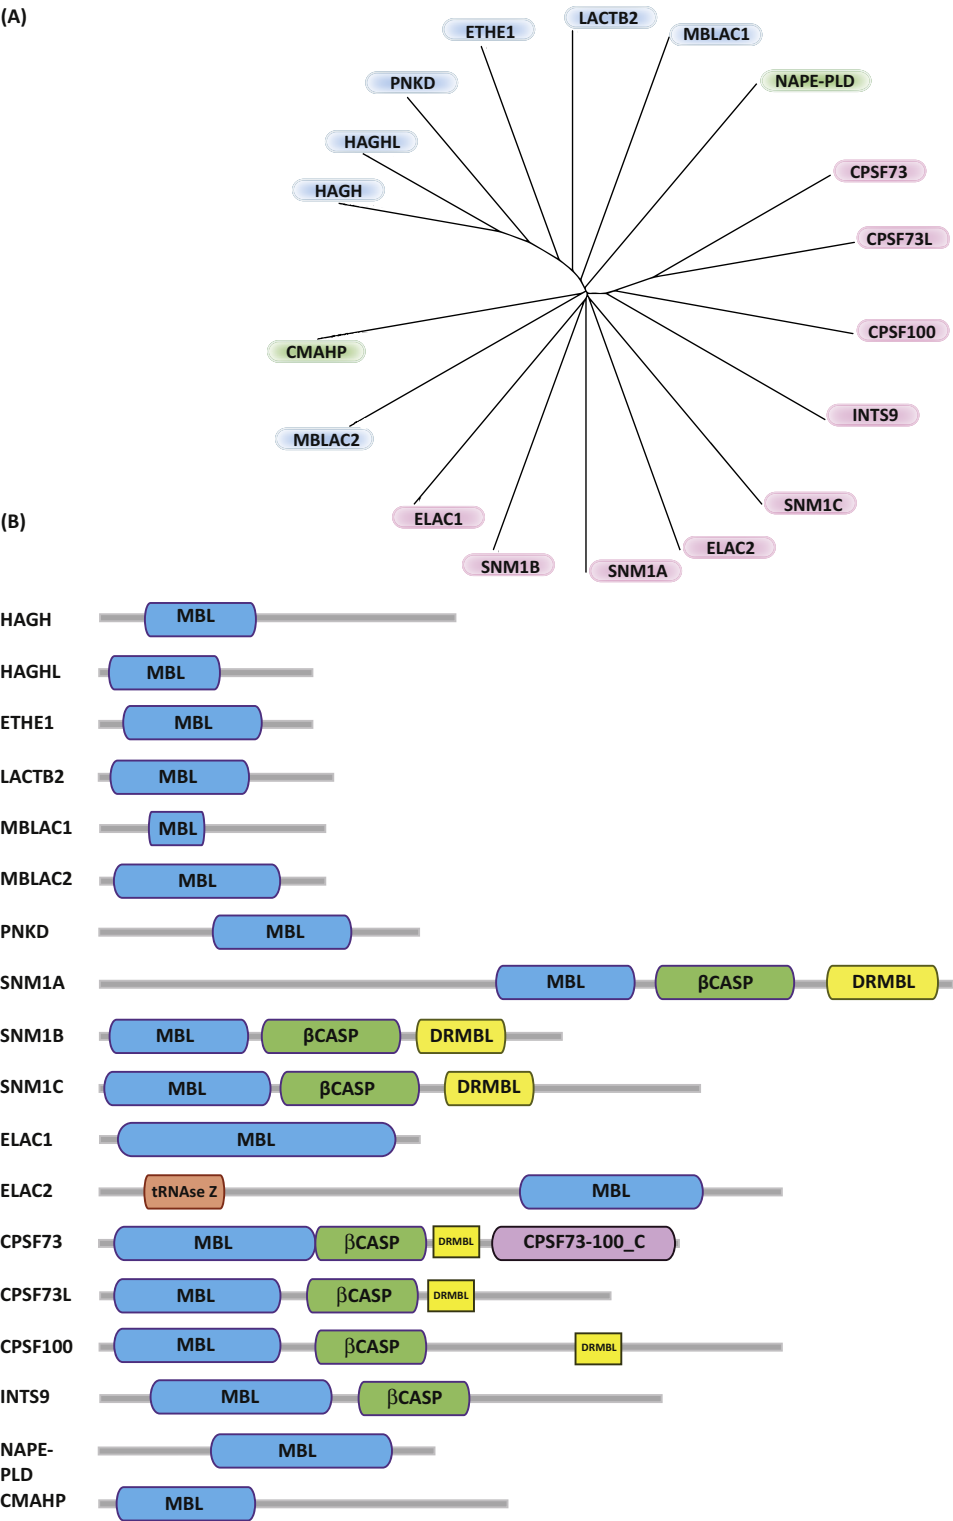 (A)
LACTB2
ETHE1
MBLAC1
PNKD
NAPE-PLD
HAGHL
CPSF73
HAGH
CPSF73L
CPSF100
CMAHP
INTS9
MBLAC2
SNM1C
ELAC1
ELAC2
SNM1B
SNM1A
(B)
HAGH MBL
HAGHL MBL
ETHE1 MBL
LACTB2 MBL
MBLAC1 MBL
MBLAC2 MBL
PNKD MBL
SNM1A MBL βCASP DRMBL
SNM1B MBL βCASP DRMBL
SNM1C MBL βCASP DRMBL
ELAC1 MBL
ELAC2 tRNAse Z MBL
CPSF73 MBL βCASP DRMBL CPSF73-100_C
CPSF73L MBL βCASP DRMBL
CPSF100 MBL βCASP DRMBL
INTS9 MBL βCASP
NAPE- MBL
PLD
CMAHP MBL